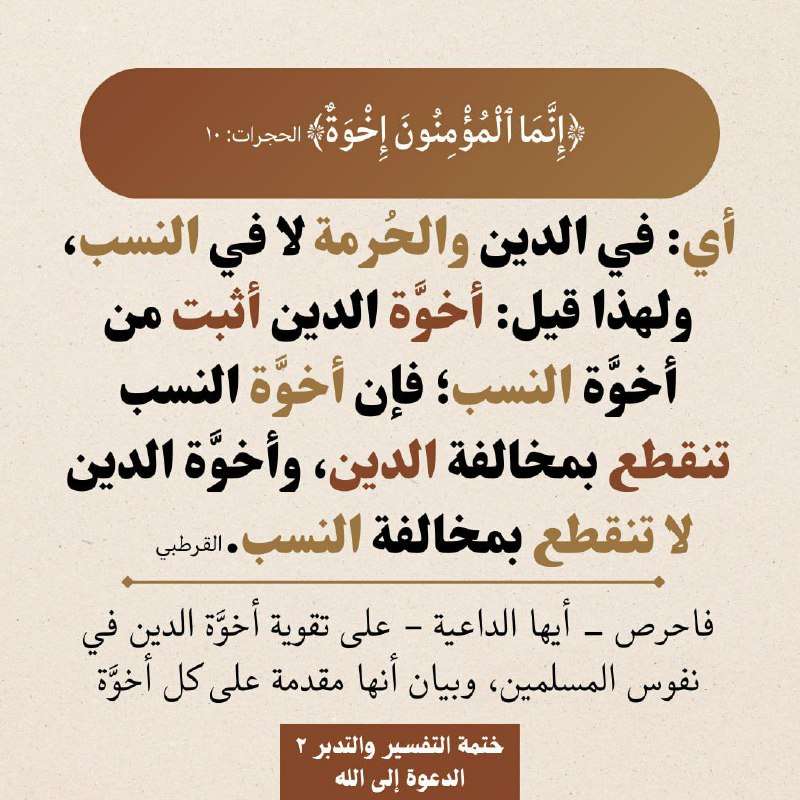 ﴿إِنَّمَا ٱلْمُؤْمِنُونَ إِخْوَةٌ﴾ الحجرات: ١٠
أي: في الدين والحُرمة لا في النسب،
ولهذا قيل: أخوَّة الدين أثبت من
أخوَّة النسب؛ فإن أخوَّة النسب
تنقطع بمخالفة الدين، وأخوَّة الدين
لا تنقطع بمخالفة النسب. القرطبي
فاحرص – أيها الداعية – على تقوية أخوَّة الدين في
نفوس المسلمين، وبيان أنها مقدمة على كل أخوَّة
ختمة التفسير والتدبر ٢
الدعوة إلى الله